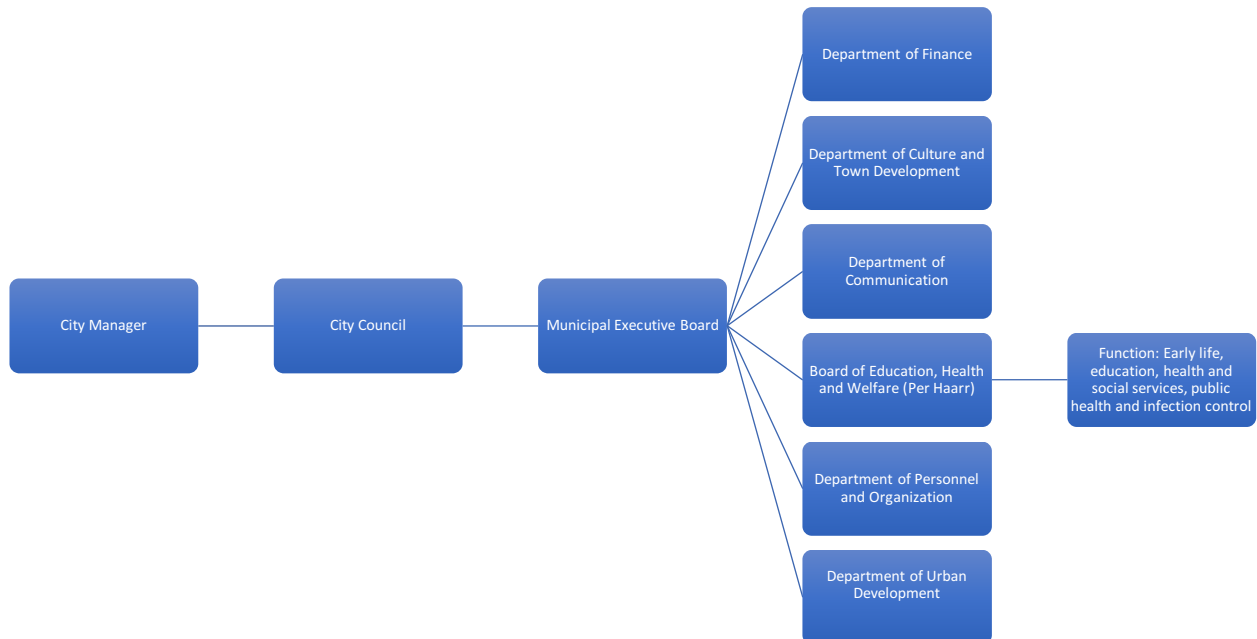 Department of Finance
Department of Culture and
Town Development
Department of
Communication
City Manager
City Council
Municipal Executive Board
Board of Education, Health
and Welfare (Per Haarr)
Function: Early life,
education, health and
social services, public
health and infection control
Department of Personnel
and Organization
Department of Urban
Development